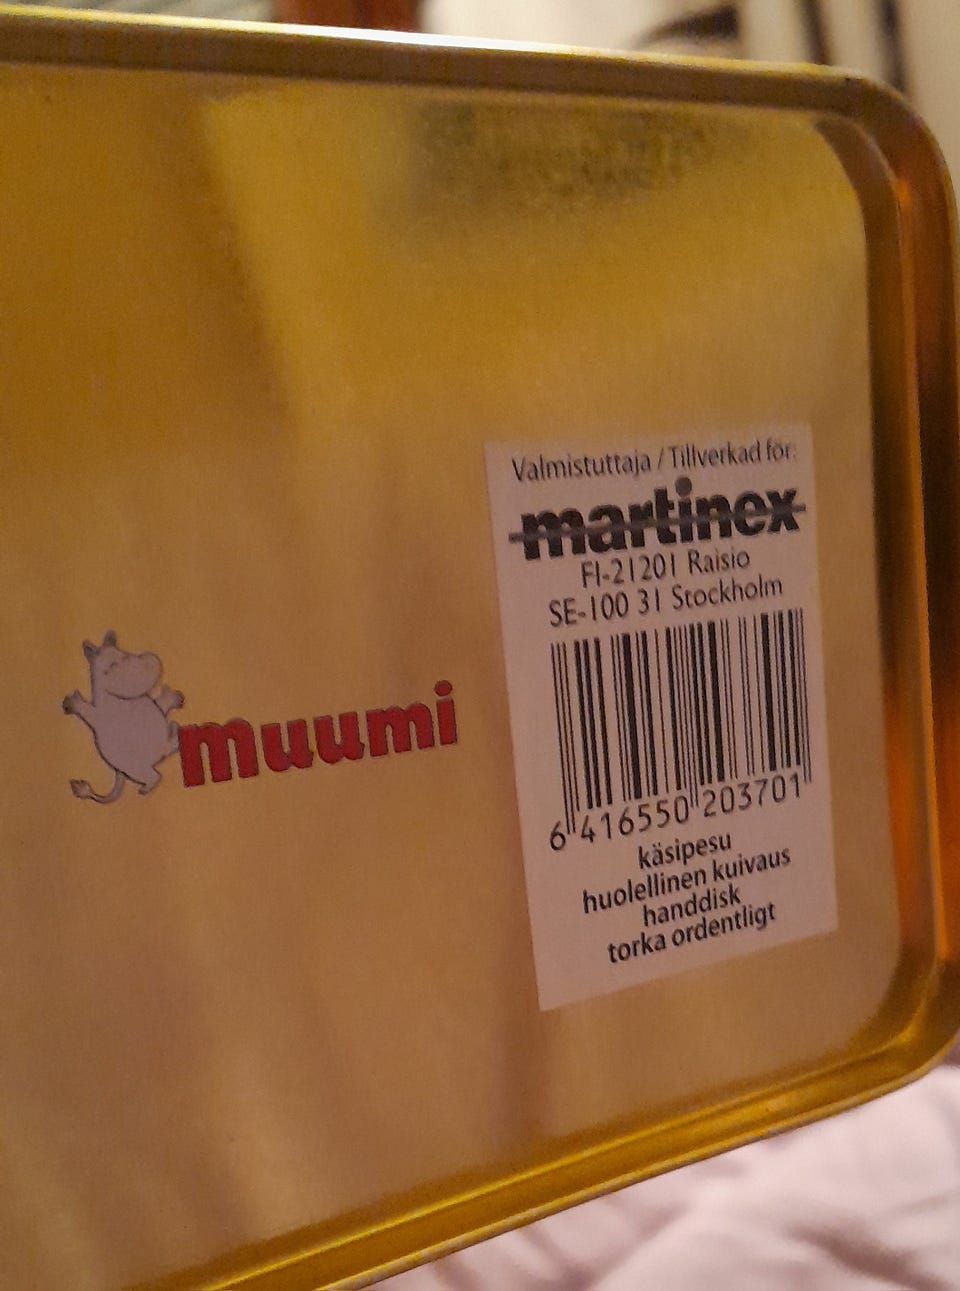 Valmistuttaja / Tillverkad för:
martinex
FI-21201 Raisio
SE-100 31 Stockholm
6 416550 203701
käsipesu
huolellinen kuivaus
handdisk
torka ordentligt
muumi